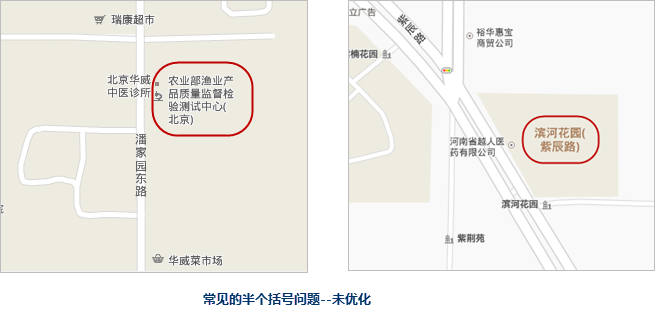 瑞康超市
北京华威
中医诊所
农业部渔业产
品质量监督检
验测试中心(
北京)
潘家园东路
华威菜市场
立广告
紫辰路
裕华惠宝
商贸公司
楠花园
河南省越人医
药有限公司
滨河花园(
紫辰路)
滨河花园
紫荆苑
常见的半个括号问题--未优化